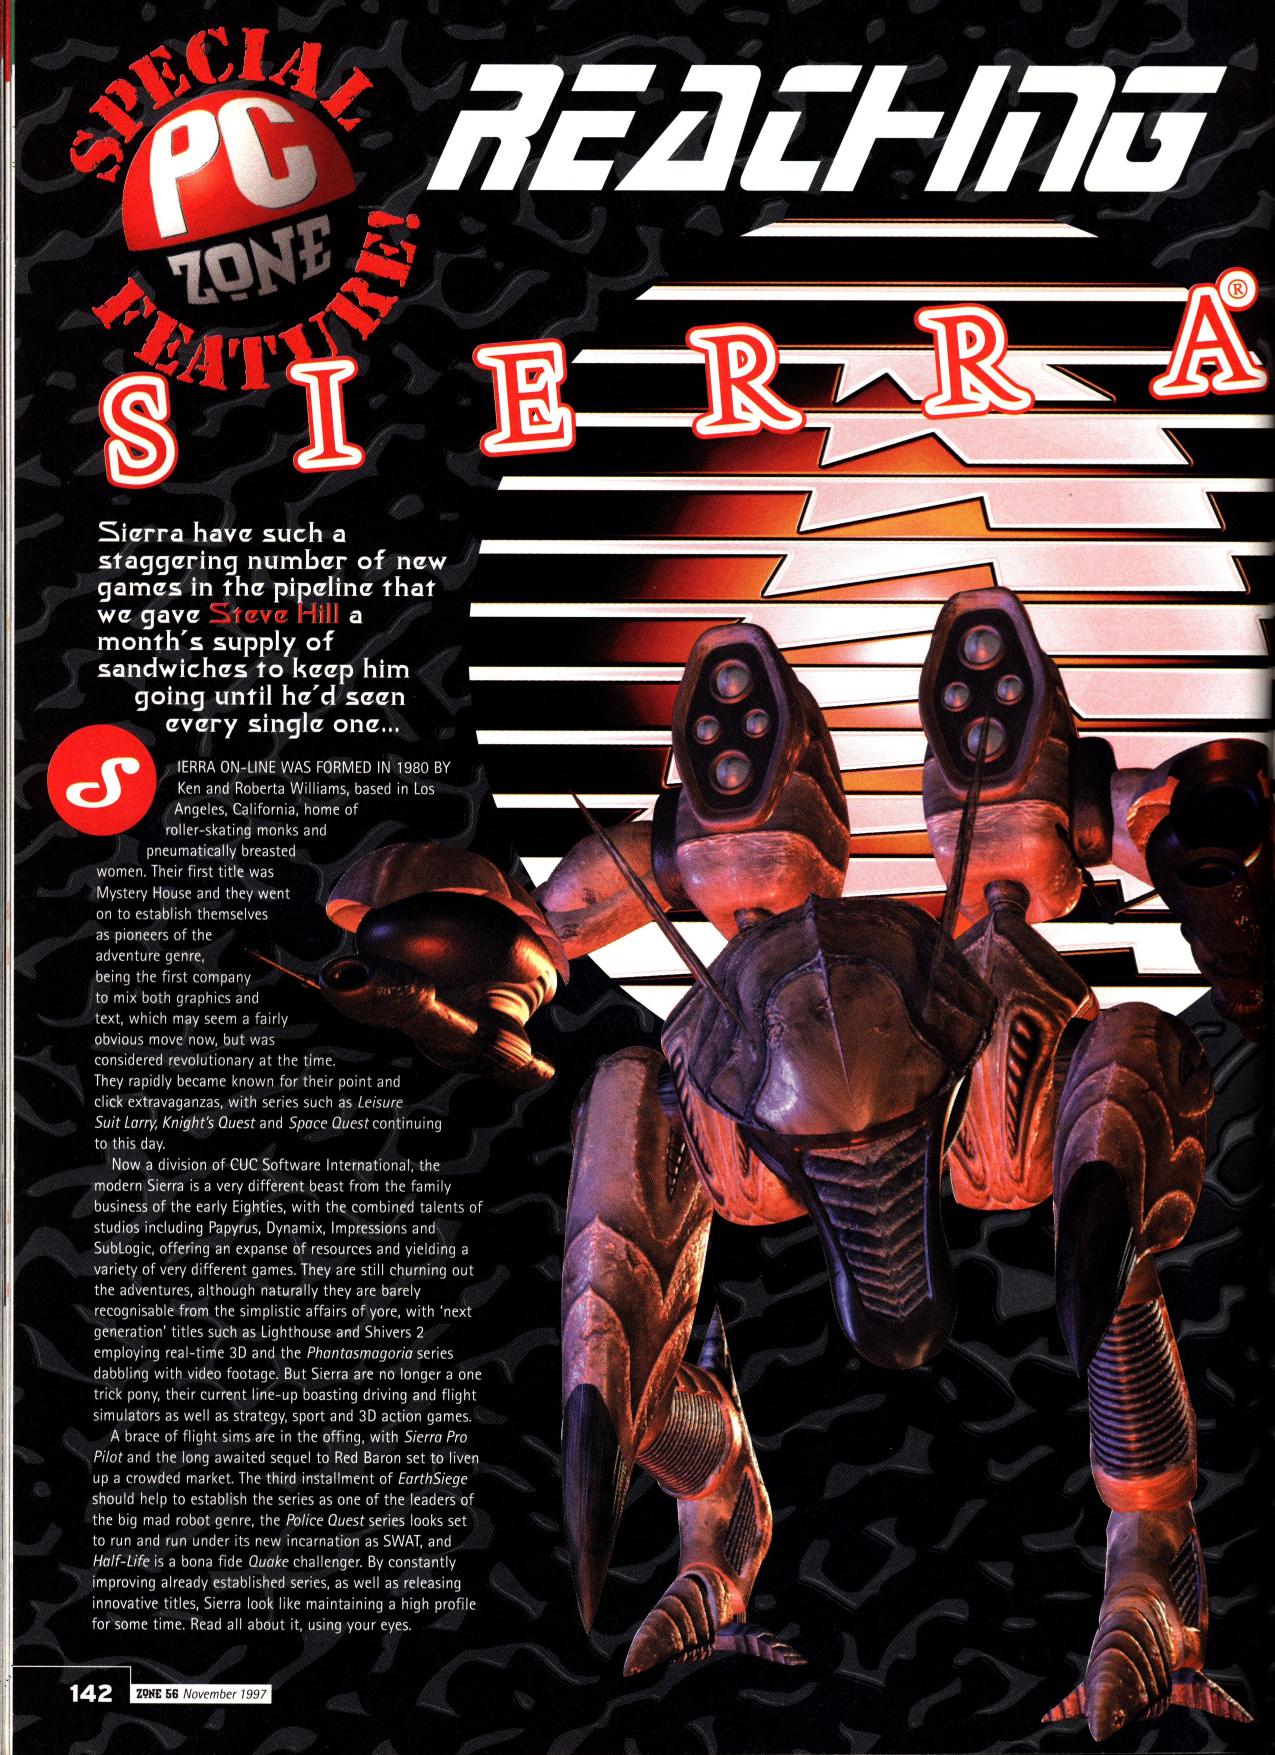 SPECIAL
PC
ZONE
FEATURE!
REACHING
SIERRA®
Sierra have such a
staggering number of new
games in the pipeline that
we gave Steve Hill a
month's supply of
sandwiches to keep him
going until he'd seen
every single one...
SIERRA ON-LINE WAS FORMED IN 1980 BY
Ken and Roberta Williams, based in Los
Angeles, California, home of
roller-skating monks and
pneumatically breasted
women. Their first title was
Mystery House and they went
on to establish themselves
as pioneers of the
adventure genre,
being the first company
to mix both graphics and
text, which may seem a fairly
obvious move now, but was
considered revolutionary at the time.
They rapidly became known for their point and
click extravaganzas, with series such as Leisure
Suit Larry, Knight's Quest and Space Quest continuing
to this day.
Now a division of CUC Software International, the
modern Sierra is a very different beast from the family
business of the early Eighties, with the combined talents of
studios including Papyrus, Dynamix, Impressions and
SubLogic, offering an expanse of resources and yielding a
variety of very different games. They are still churning out
the adventures, although naturally they are barely
recognisable from the simplistic affairs of yore, with 'next
generation' titles such as Lighthouse and Shivers 2
employing real-time 3D and the Phantasmagoria series
dabbling with video footage. But Sierra are no longer a one
trick pony, their current line-up boasting driving and flight
simulators as well as strategy, sport and 3D action games.
A brace of flight sims are in the offing, with Sierra Pro
Pilot and the long awaited sequel to Red Baron set to liven
up a crowded market. The third installment of EarthSiege
should help to establish the series as one of the leaders of
the big mad robot genre, the Police Quest series looks set
to run and run under its new incarnation as SWAT, and
Half-Life is a bona fide Quake challenger. By constantly
improving already established series, as well as releasing
innovative titles, Sierra look like maintaining a high profile
for some time. Read all about it, using your eyes.
142 ZONE 56 November 1997